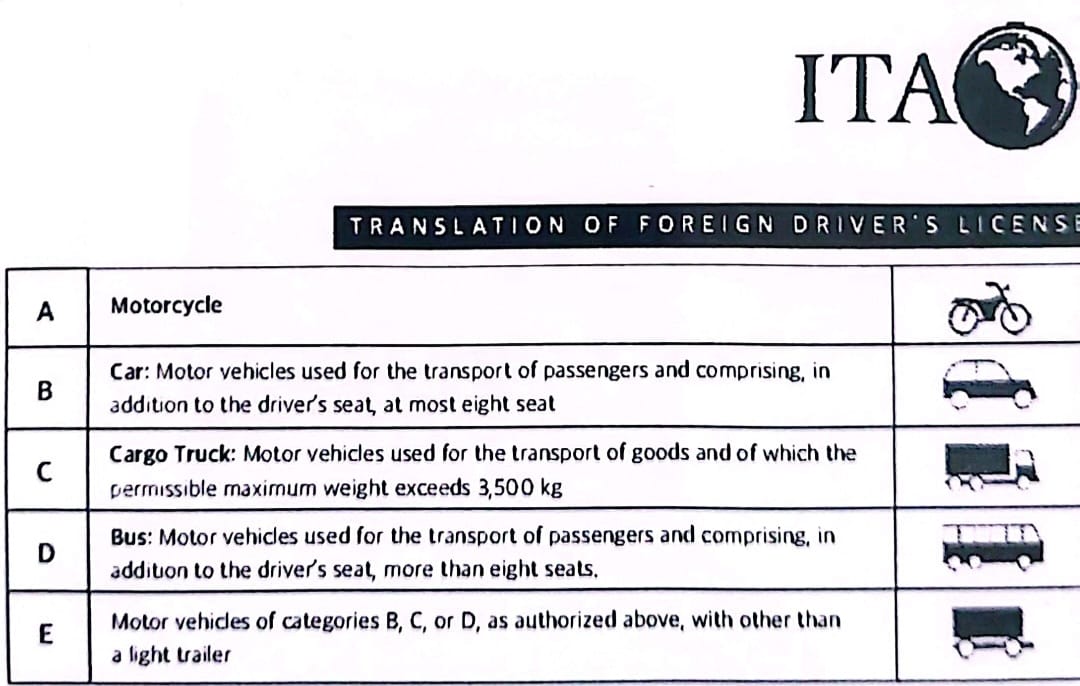 ITA
TRANSLATION OF FOREIGN DRIVER'S LICENSE
A
Motorcycle
B
Car: Motor vehicles used for the transport of passengers and comprising, in
addition to the driver's seat, at most eight seat
C
Cargo Truck: Motor vehicles used for the transport of goods and of which the
permissible maximum weight exceeds 3,500 kg
D
Bus: Motor vehicles used for the transport of passengers and comprising, in
addition to the driver's seat, more than eight seats.
E
Motor vehicles of categories B, C, or D, as authorized above, with other than
a light trailer